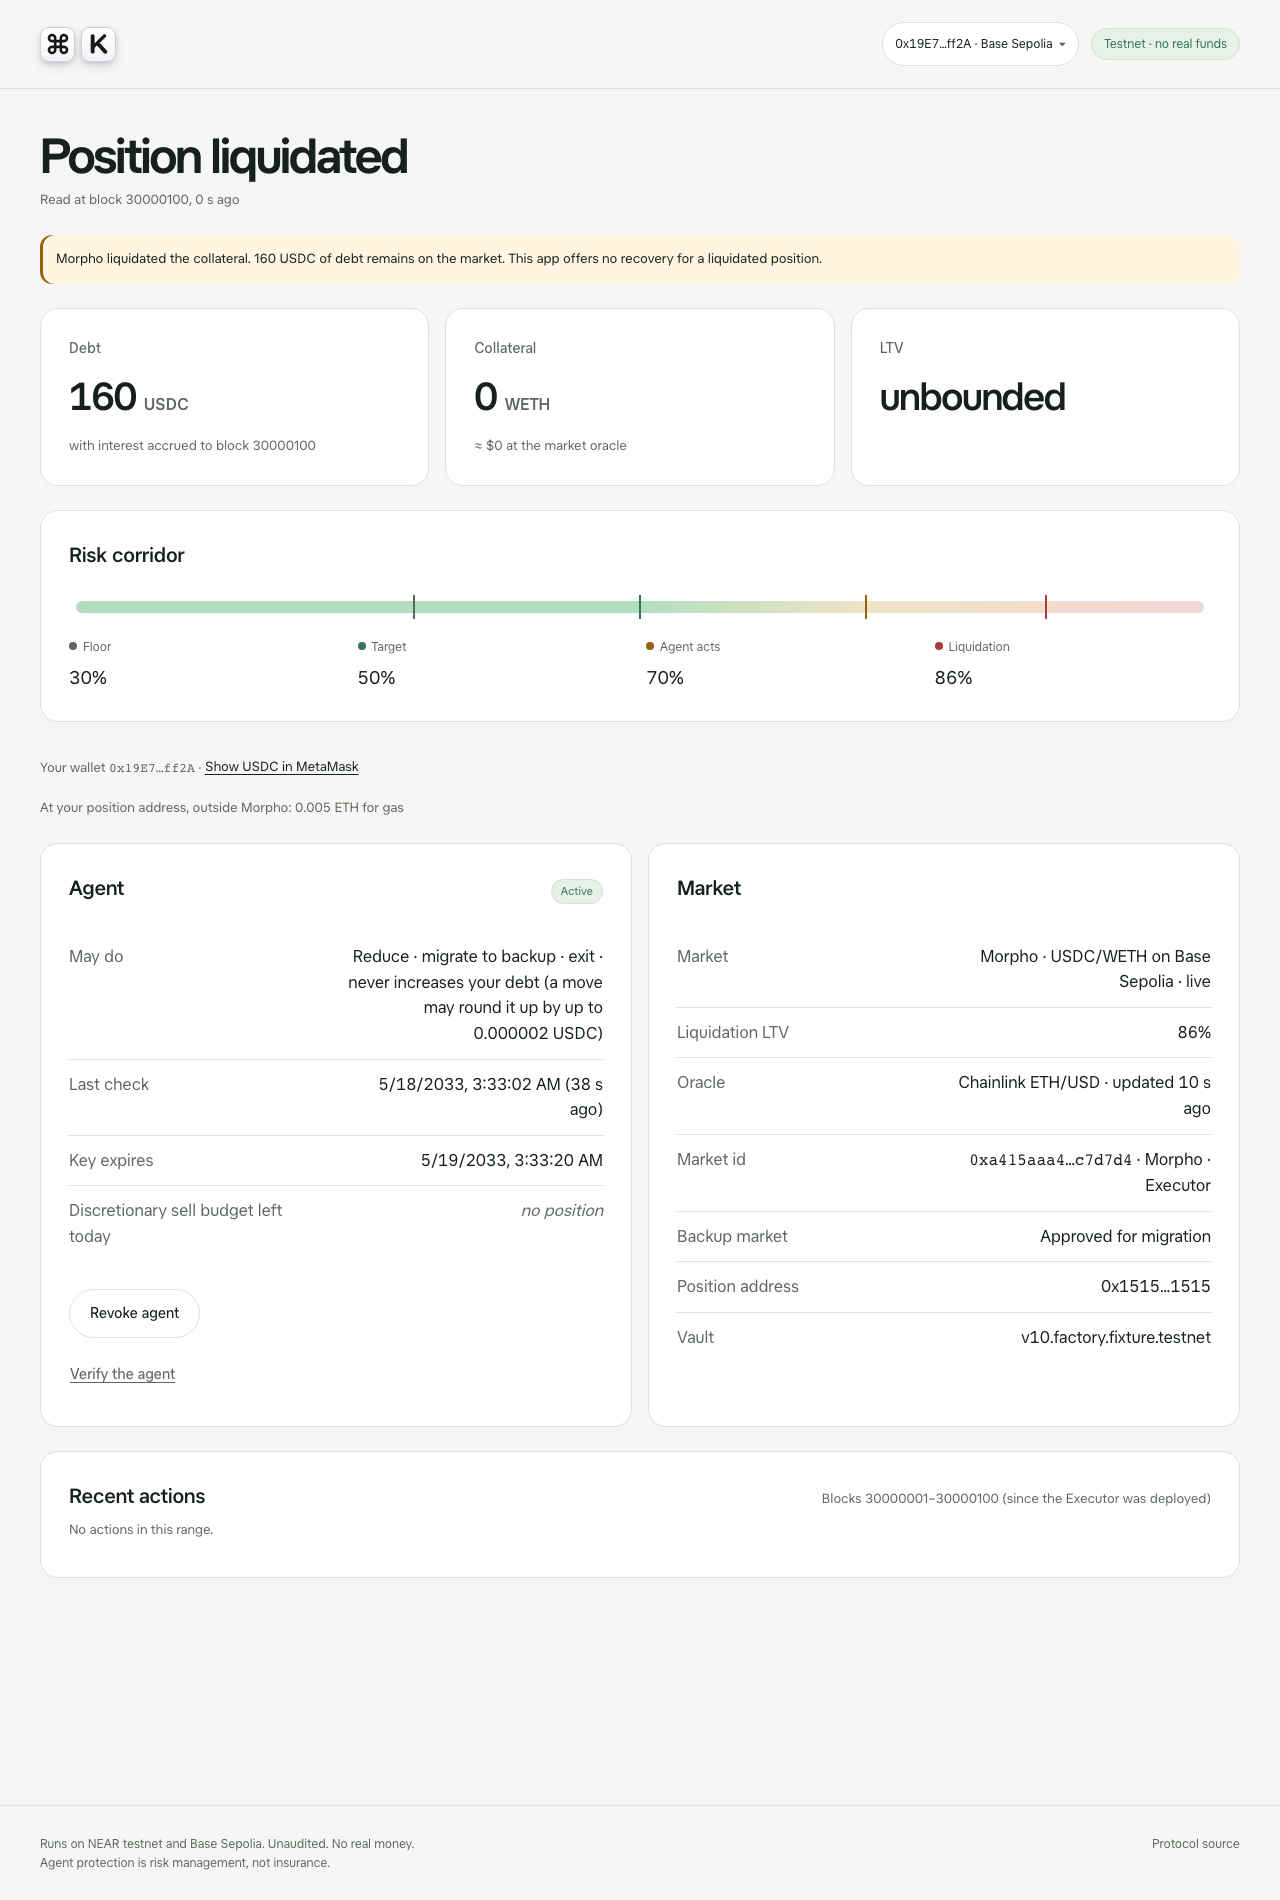 ⌘ K
0x19E7…ff2A · Base Sepolia
Testnet · no real funds
Position liquidated
Read at block 30000100, 0 s ago
Morpho liquidated the collateral. 160 USDC of debt remains on the market. This app offers no recovery for a liquidated position.
Debt
160 USDC
with interest accrued to block 30000100
Collateral
0 WETH
≈ $0 at the market oracle
LTV
unbounded
Risk corridor
Floor
30%
Target
50%
Agent acts
70%
Liquidation
86%
Your wallet 0x19E7…ff2A · Show USDC in MetaMask
At your position address, outside Morpho: 0.005 ETH for gas
Agent
Active
May do
Reduce · migrate to backup · exit ·
never increases your debt (a move
may round it up by up to
0.000002 USDC)
Last check
5/18/2033, 3:33:02 AM (38 s
ago)
Key expires
5/19/2033, 3:33:20 AM
Discretionary sell budget left
today
no position
Revoke agent
Verify the agent
Market
Market
Morpho · USDC/WETH on Base
Sepolia · live
Liquidation LTV
86%
Oracle
Chainlink ETH/USD · updated 10 s
ago
Market id
0xa415aaa4…c7d7d4 · Morpho ·
Executor
Backup market
Approved for migration
Position address
0x1515…1515
Vault
v10.factory.fixture.testnet
Recent actions
Blocks 30000001–30000100 (since the Executor was deployed)
No actions in this range.
Runs on NEAR testnet and Base Sepolia. Unaudited. No real money.
Agent protection is risk management, not insurance.
Protocol source